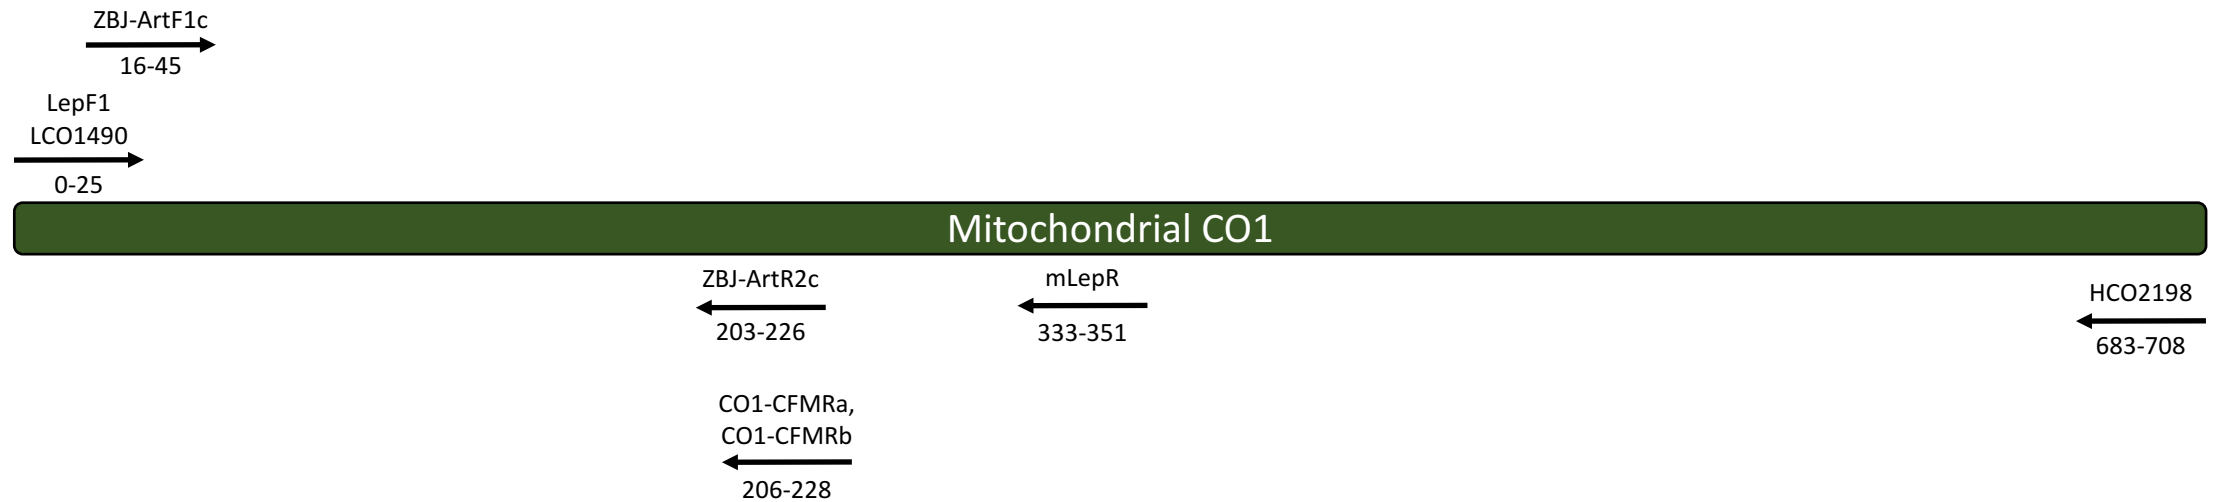 ZBJ-ArtF1c
16-45
LepF1
LCO1490
0-25
Mitochondrial CO1
ZBJ-ArtR2c
203-226
mLepR
333-351
HCO2198
683-708
CO1-CFMRa,
CO1-CFMRb
206-228